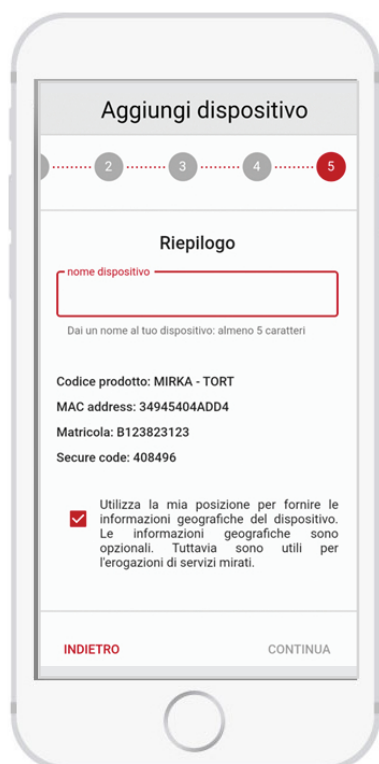 Aggiungi dispositivo
2 3 4 5
Riepilogo
nome dispositivo
Dai un nome al tuo dispositivo: almeno 5 caratteri
Codice prodotto: MIRKA - TORT
MAC address: 34945404ADD4
Matricola: B123823123
Secure code: 408496
Utilizza la mia posizione per fornire le
informazioni geografiche del dispositivo.
Le informazioni geografiche sono
opzionali. Tuttavia sono utili per
l'erogazioni di servizi mirati.
INDIETRO CONTINUA